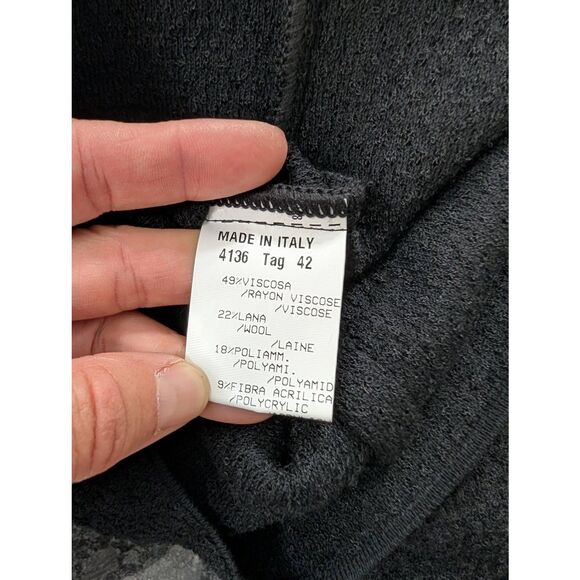 MADE IN ITALY
4136 Tag 42
49%VISCOSA
/RAYON VISCOSE
/VISCOSE
22%LANA
/WOOL
/LAINE
18%POLIAMM.
/POLYAMI.
/POLYAMID
9%FIBRA ACRILICA
/POLYCRYLIC